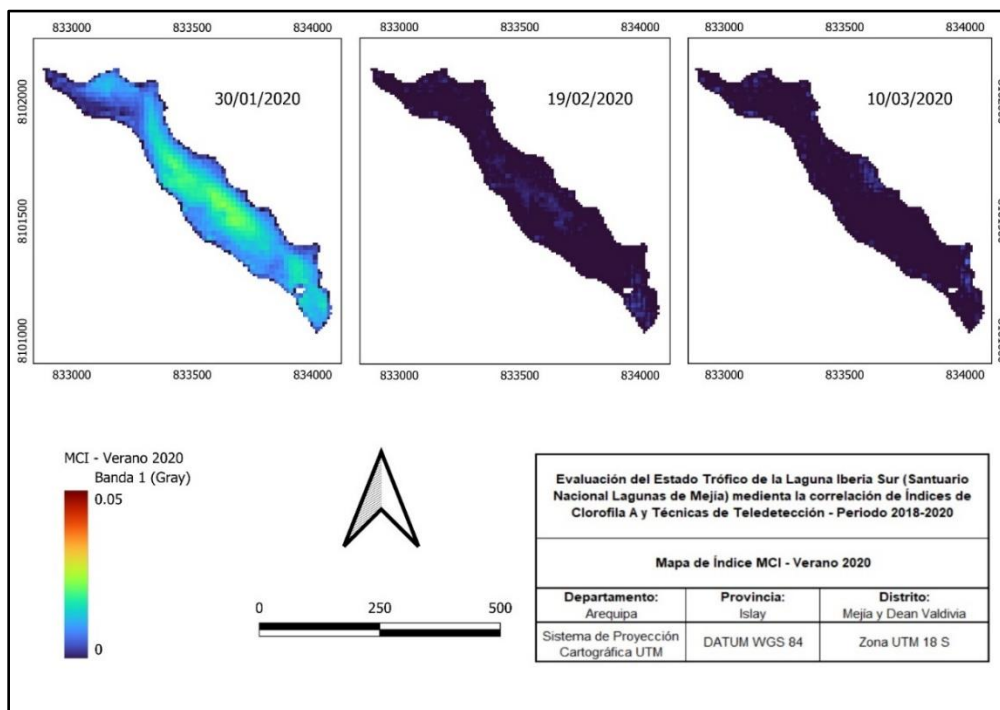 833000 833500 834000 833000 833500 834000 833000 833500 834000
8102000
8101500
8101000
30/01/2020
19/02/2020
10/03/2020
833000 833500 834000 833000 833500 834000 833000 833500 834000
MCI - Verano 2020
Banda 1 (Gray)
0.05
0
0 250 500
Evaluación del Estado Trófico de la Laguna Iberia Sur (Santuario
Nacional Lagunas de Mejía) medienta la correlación de Índices de
Clorofila A y Técnicas de Teledetección - Periodo 2018-2020
Mapa de Índice MCI - Verano 2020
Departamento: Provincia: Distrito:
Arequipa Islay Mejía y Dean Valdivia
Sistema de Proyección
Cartográfica UTM
DATUM WGS 84
Zona UTM 18 S